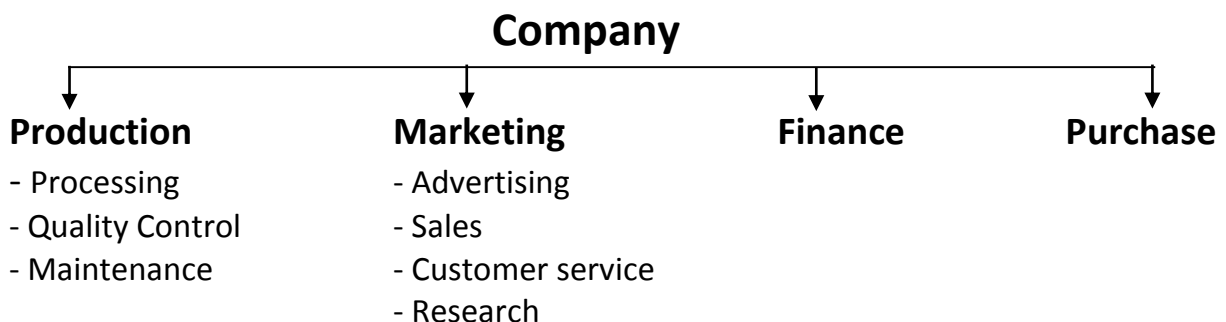 Company
Production Marketing Finance Purchase
- Processing - Advertising
- Quality Control - Sales
- Maintenance - Customer service
- Research